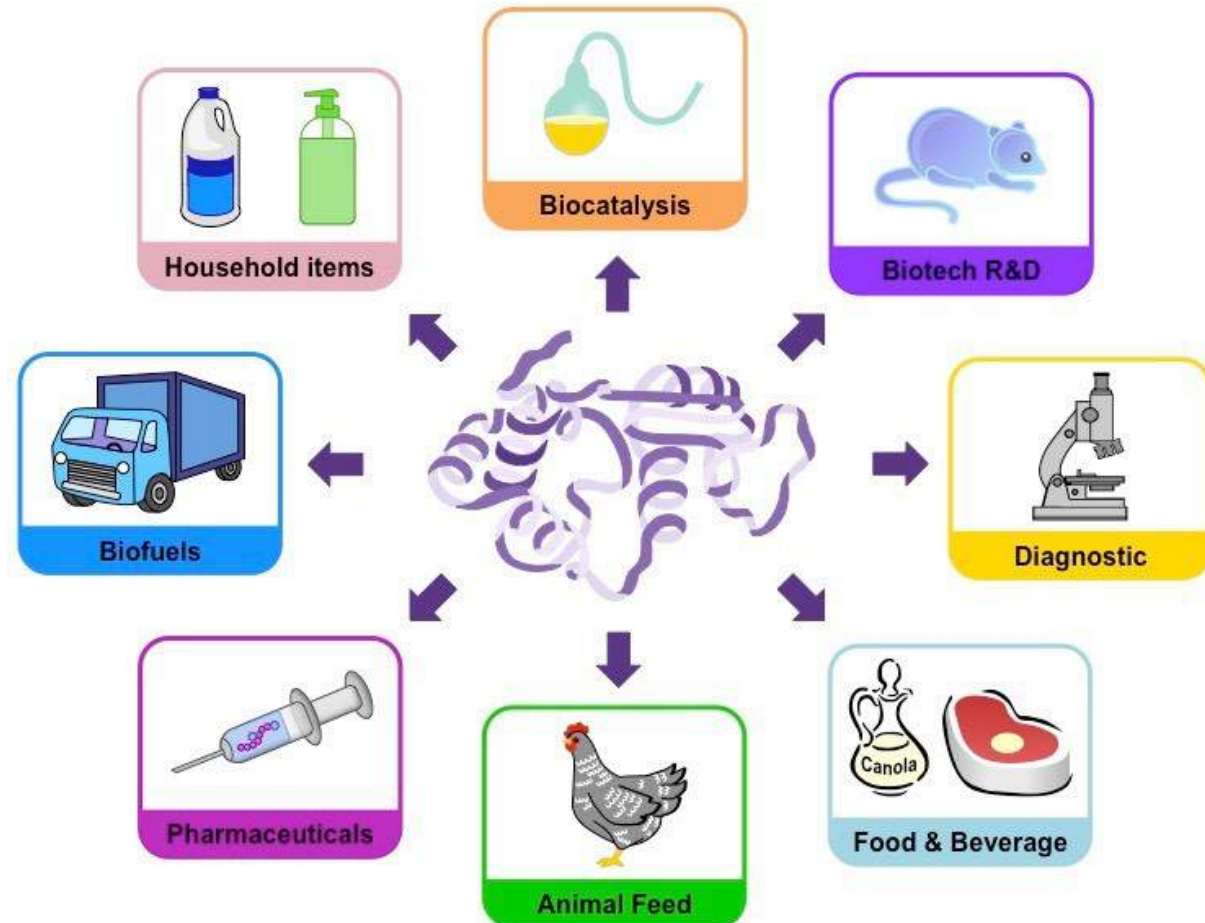 Biocatalysis
Household items
Biotech R&D
Biofuels
Diagnostic
Canola
Pharmaceuticals
Food & Beverage
Animal Feed